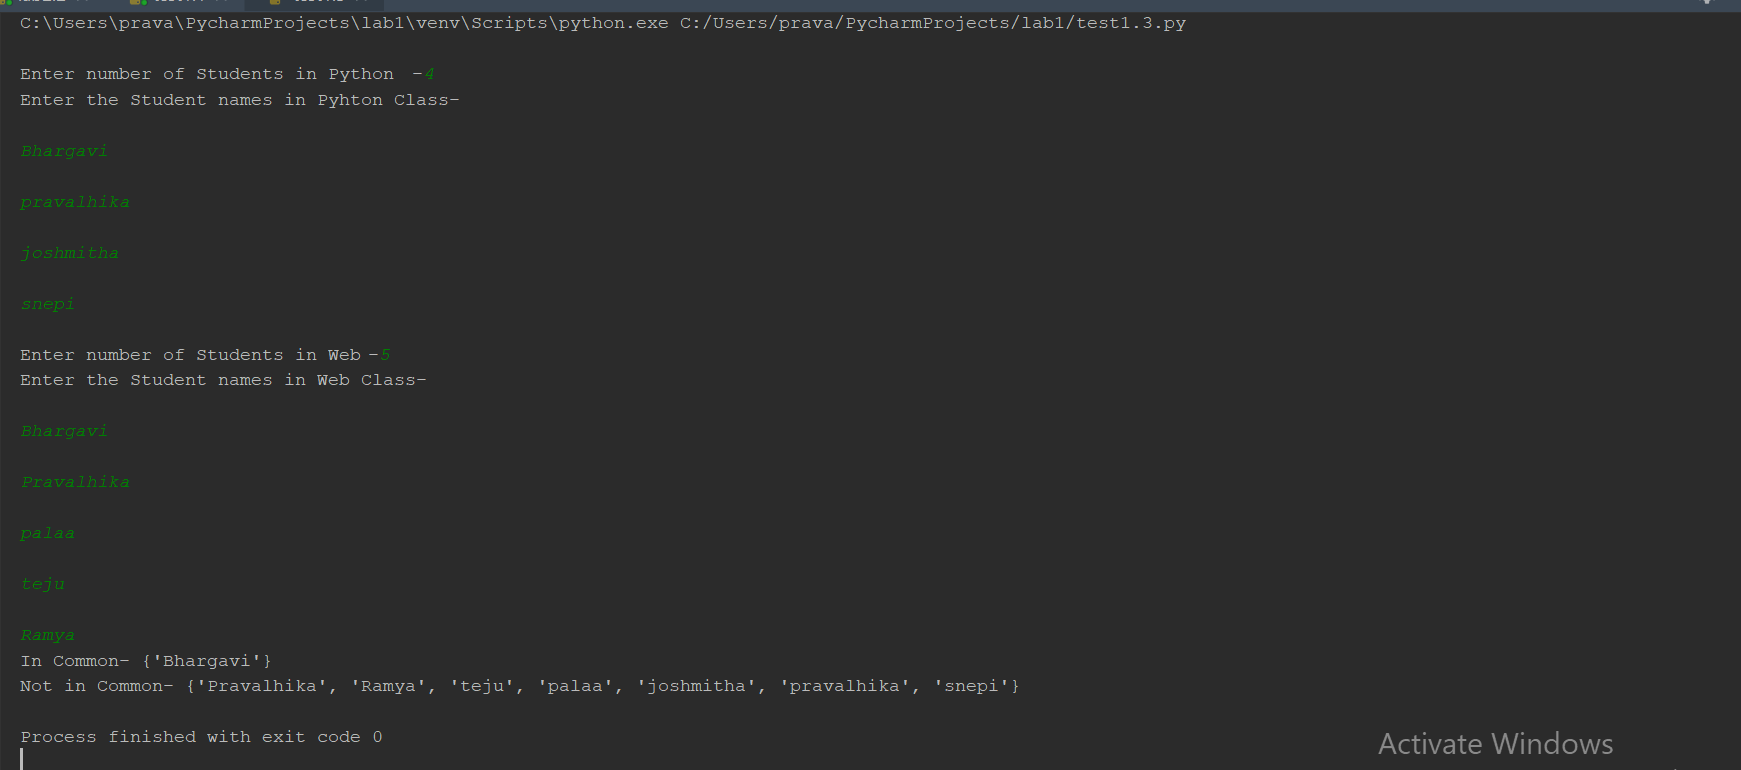 C:\Users\prava\PycharmProjects\lab1\venv\Scripts\python.exe C:/Users/prava/PycharmProjects/lab1/test1.3.py
Enter number of Students in Python -4
Enter the Student names in Pyhton Class-
Bhargavi
pravalhika
joshmitha
snepi
Enter number of Students in Web -5
Enter the Student names in Web Class-
Bhargavi
Pravalhika
palaa
teju
Ramya
In Common- {'Bhargavi'}
Not in Common- {'Pravalhika', 'Ramya', 'teju', 'palaa', 'joshmitha', 'pravalhika', 'snepi'}
Process finished with exit code 0
Activate Windows